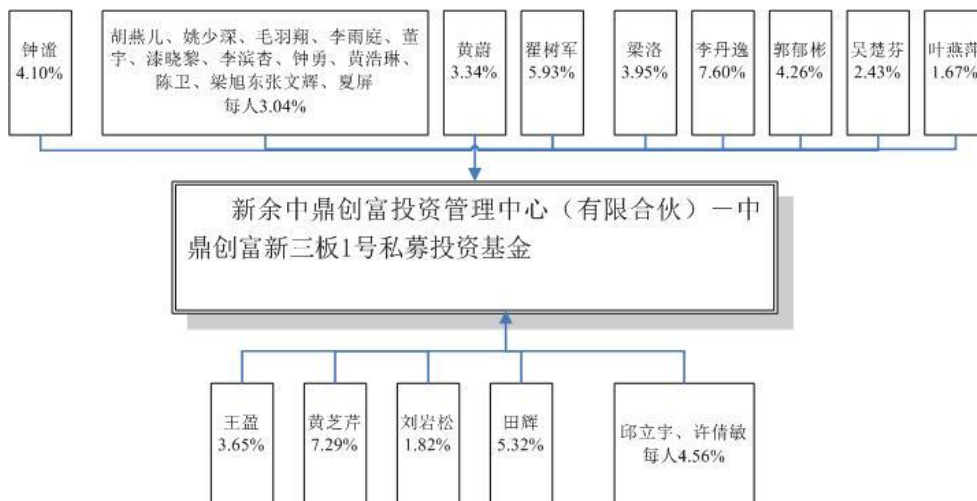 钟谧
4.10%
胡燕儿、姚少琛、毛羽翔、李雨庭、董
宇、漆晓黎、李滨杏、钟勇、黄浩琳、
陈卫、梁旭东张文辉、夏屏
每人3.04%
黄蔚
3.34%
翟树军
5.93%
梁洛
3.95%
李丹逸
7.60%
郭郁彬
4.26%
吴楚芬
2.43%
叶燕萍
1.67%
新余中鼎创富投资管理中心（有限合伙）－中
鼎创富新三板1号私募投资基金
王盈
3.65%
黄芝芹
7.29%
刘岩松
1.82%
田辉
5.32%
邱立宇、许倩敏
每人4.56%